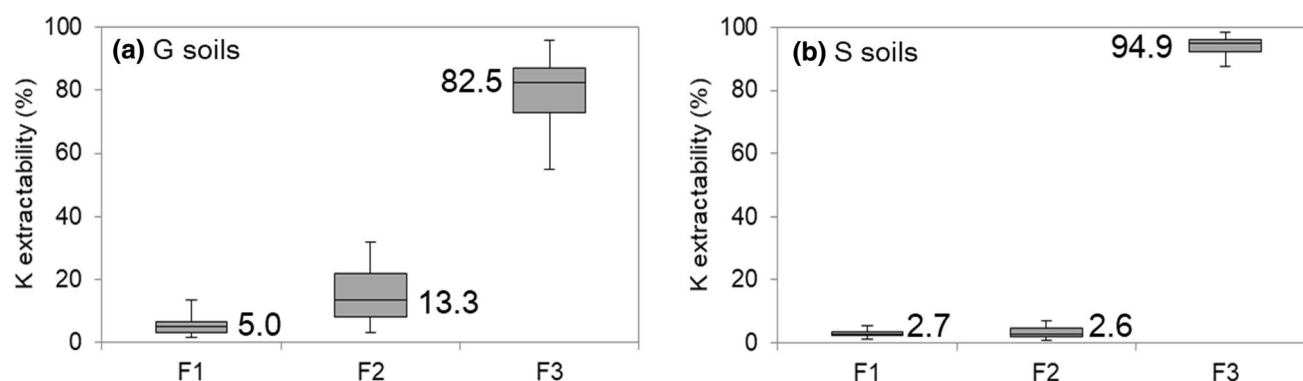 (a) G soils
K extractability (%)
100
80
60
40
20
0
5.0
13.3
82.5
F1
F2
F3
(b) S soils
K extractability (%)
100
80
60
40
20
0
2.7
2.6
94.9
F1
F2
F3